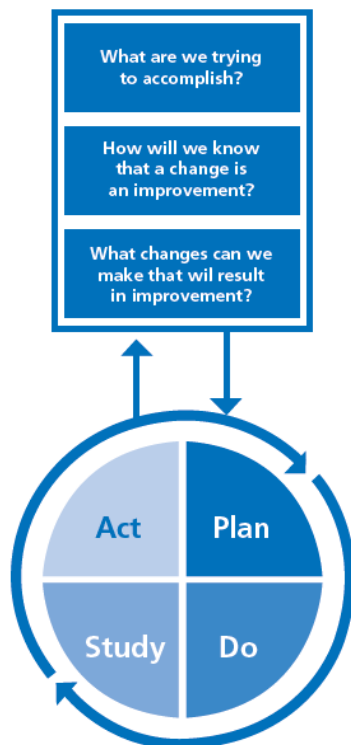 What are we trying
to accomplish?
How will we know
that a change is
an improvement?
What changes can we
make that wil result
in improvement?
Act
Plan
Study
Do